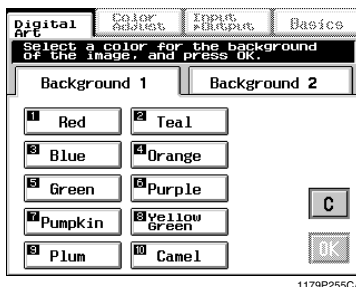 Digital Art
Color Adjust
Input ▸Output
Basics
Select a color for the background
of the image, and press OK.
Background 1
Background 2
1 Red
2 Teal
3 Blue
4 Orange
5 Green
6 Purple
7 Pumpkin
8 Yellow Green
9 Plum
10 Camel
C
OK